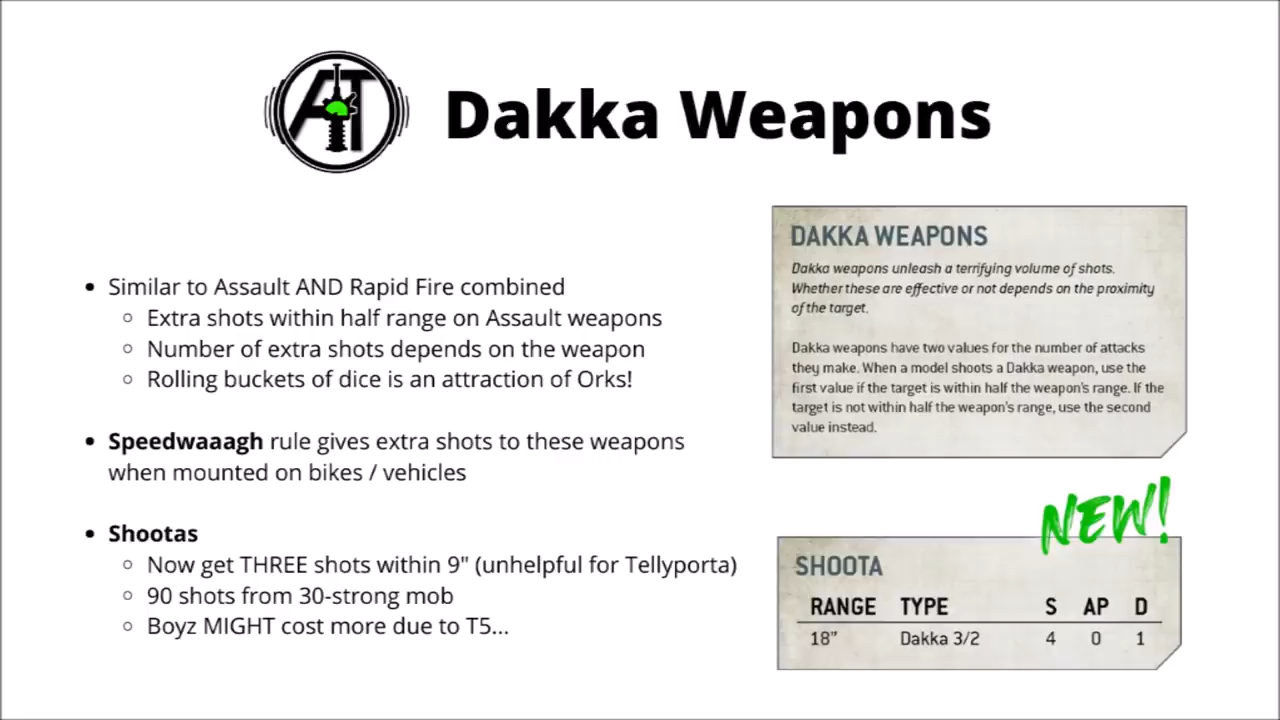 AT
Dakka Weapons
• Similar to Assault AND Rapid Fire combined
○ Extra shots within half range on Assault weapons
○ Number of extra shots depends on the weapon
○ Rolling buckets of dice is an attraction of Orks!
• Speedwaaagh rule gives extra shots to these weapons
when mounted on bikes / vehicles
• Shootas
○ Now get THREE shots within 9" (unhelpful for Tellyporta)
○ 90 shots from 30-strong mob
○ Boyz MIGHT cost more due to T5...
DAKKA WEAPONS
Dakka weapons unleash a terrifying volume of shots.
Whether these are effective or not depends on the proximity
of the target.
Dakka weapons have two values for the number of attacks
they make. When a model shoots a Dakka weapon, use the
first value if the target is within half the weapon's range. If the
target is not within half the weapon's range, use the second
value instead.
NEW!
SHOOTA
RANGE TYPE S AP D
18" Dakka 3/2 4 0 1